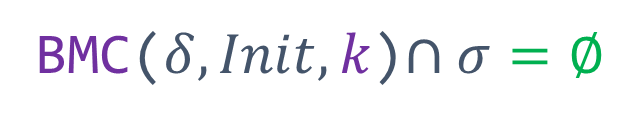 BMC(δ, Init, k)∩ σ = ∅